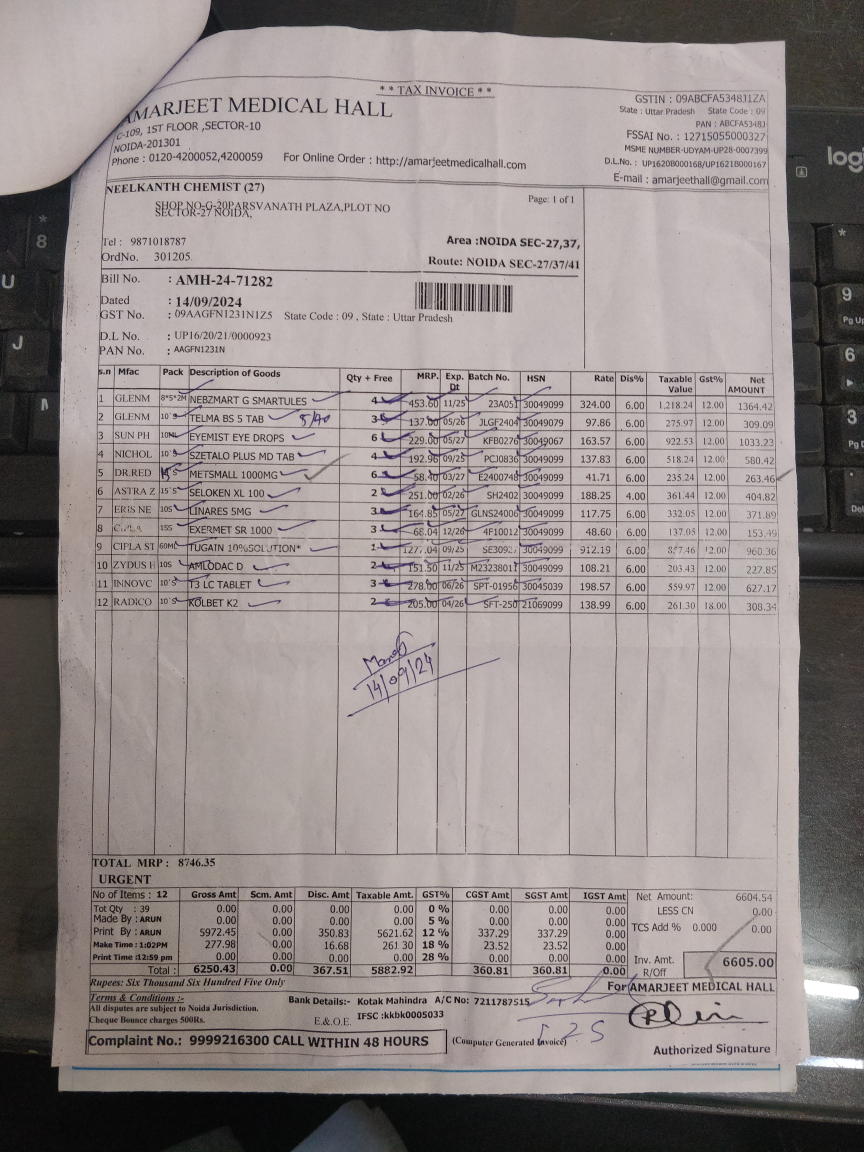 * * TAX INVOICE * *
AMARJEET MEDICAL HALL
C-109, 1ST FLOOR ,SECTOR-10
NOIDA-201301
Phone : 0120-4200052,4200059 For Online Order : http://amarjeetmedicalhall.com
GSTIN : 09ABCFA5348J1ZA
State : Uttar Pradesh State Code : 09
PAN : ABCFA5348J
FSSAI No. : 12715055000327
MSME NUMBER-UDYAM-UP28-0007399
D.L.No. : UP1620B000168/UP16218000167
E-mail : amarjeethall@gmail.com
NEELKANTH CHEMIST (27)
SHOP NO-G-20PARSVANATH PLAZA,PLOT NO
SECTOR-27 NOIDA,
Page: 1 of 1
Tel : 9871018787
OrdNo. 301205
Area :NOIDA SEC-27,37,
Route: NOIDA SEC-27/37/41
Bill No. : AMH-24-71282
Dated : 14/09/2024
GST No. : 09AAGFN1231N1Z5 State Code : 09 , State : Uttar Pradesh
D.L No. : UP16/20/21/0000923
PAN No. : AAGFN1231N
s.n Mfac Pack Description of Goods Qty + Free MRP. Exp. Dt Batch No. HSN Rate Dis% Taxable Value Gst% Net AMOUNT
1 GLENM 8*5*2M NEBZMART G SMARTULES 4 453.60 11/25 23A051 30049099 324.00 6.00 1,218.24 12.00 1364.42
2 GLENM 10'S TELMA BS 5 TAB 5/40 3 137.00 05/26 JLGF2404 30049079 97.86 6.00 275.97 12.00 309.09
3 SUN PH 10ML EYEMIST EYE DROPS 6 229.00 05/27 KFB0276 30049067 163.57 6.00 922.53 12.00 1033.23
4 NICHOL 10'S SZETALO PLUS MD TAB 4 192.96 09/25 PCJ0836 30049099 137.83 6.00 518.24 12.00 580.42
5 DR.RED 15'S METSMALL 1000MG 6 58.40 03/27 E2400748 30049099 41.71 6.00 235.24 12.00 263.46
6 ASTRA Z 15'S SELOKEN XL 100 2 251.00 02/26 SH2402 30049099 188.25 4.00 361.44 12.00 404.82
7 ERIS NE 10S LINARES 5MG 3 164.85 05/27 GLNS24006 30049099 117.75 6.00 332.05 12.00 371.89
8 CIPLA 15S EXERMET SR 1000 3 68.04 12/26 4F10012 30049099 48.60 6.00 137.05 12.00 153.49
9 CIPLA ST 60ML TUGAIN 10%SOLUTION* 1 1277.04 09/25 30049099 912.19 6.00 857.46 12.00 960.36
10 ZYDUS H 10S AMLODAC D 2 151.50 11/25 M23238011 30049099 108.21 6.00 203.43 12.00 227.85
11 INNOVC 10'S T3 LC TABLET 3 278.00 06/26 SPT-01956 30045039 198.57 6.00 559.97 12.00 627.17
12 RADICO 10'S KOLBET K2 2 205.00 04/26 SFT-250 21069099 138.99 6.00 261.30 18.00 308.34
14/09/24
TOTAL MRP : 8746.35
URGENT
No of Items : 12 Gross Amt Scm. Amt Disc. Amt Taxable Amt. GST% CGST Amt SGST Amt IGST Amt
Tot Qty : 39 0.00 0.00 0.00 0.00 0 % 0.00 0.00 0.00
Made By : ARUN 0.00 0.00 0.00 0.00 5 % 0.00 0.00 0.00
Print By : ARUN 5972.45 0.00 350.83 5621.62 12 % 337.29 337.29 0.00
Make Time : 1:02PM 277.98 0.00 16.68 261.30 18 % 23.52 23.52 0.00
Print Time :12:59 pm 0.00 0.00 0.00 0.00 28 % 0.00 0.00 0.00
Total : 6250.43 0.00 367.51 5882.92 360.81 360.81 0.00
Net Amount: 6604.54
LESS CN 0.00
TCS Add % 0.000 0.00
Inv. Amt. 6605.00
R/Off
Rupees: Six Thousand Six Hundred Five Only
For AMARJEET MEDICAL HALL
Terms & Conditions :-
All disputes are subject to Noida Jurisdiction.
Cheque Bounce charges 500Rs.
Bank Details:- Kotak Mahindra A/C No: 7211787515
E.&.O.E IFSC :kkbk0005033
Complaint No.: 9999216300 CALL WITHIN 48 HOURS
(Computer Generated Invoice)
Authorized Signature